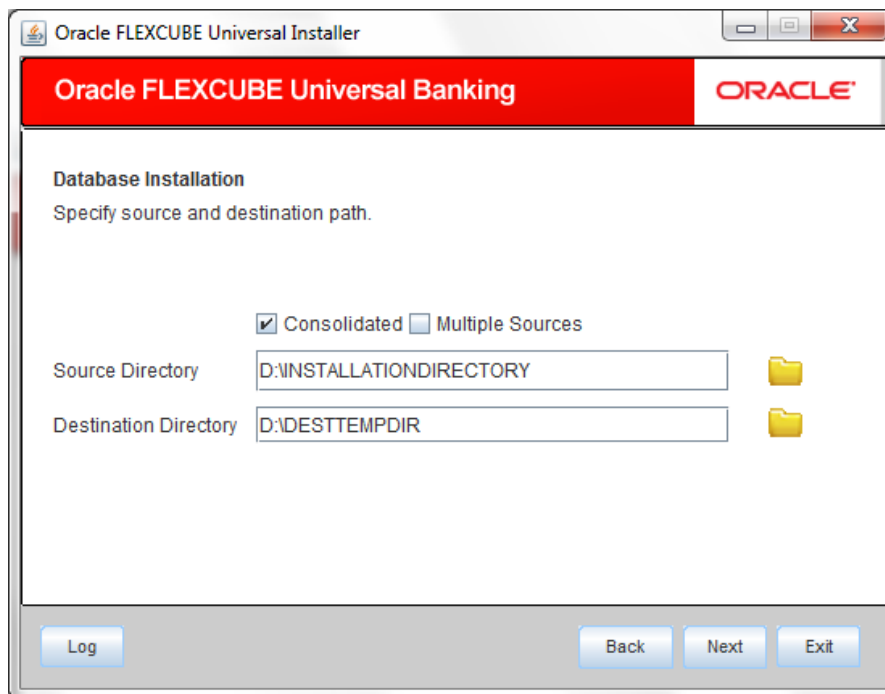 Oracle FLEXCUBE Universal Installer
Oracle FLEXCUBE Universal Banking
ORACLE
Database Installation
Specify source and destination path.
Consolidated Multiple Sources
Source Directory D:\INSTALLATIONDIRECTORY
Destination Directory D:\DESTTEMPDIR
Log Back Next Exit